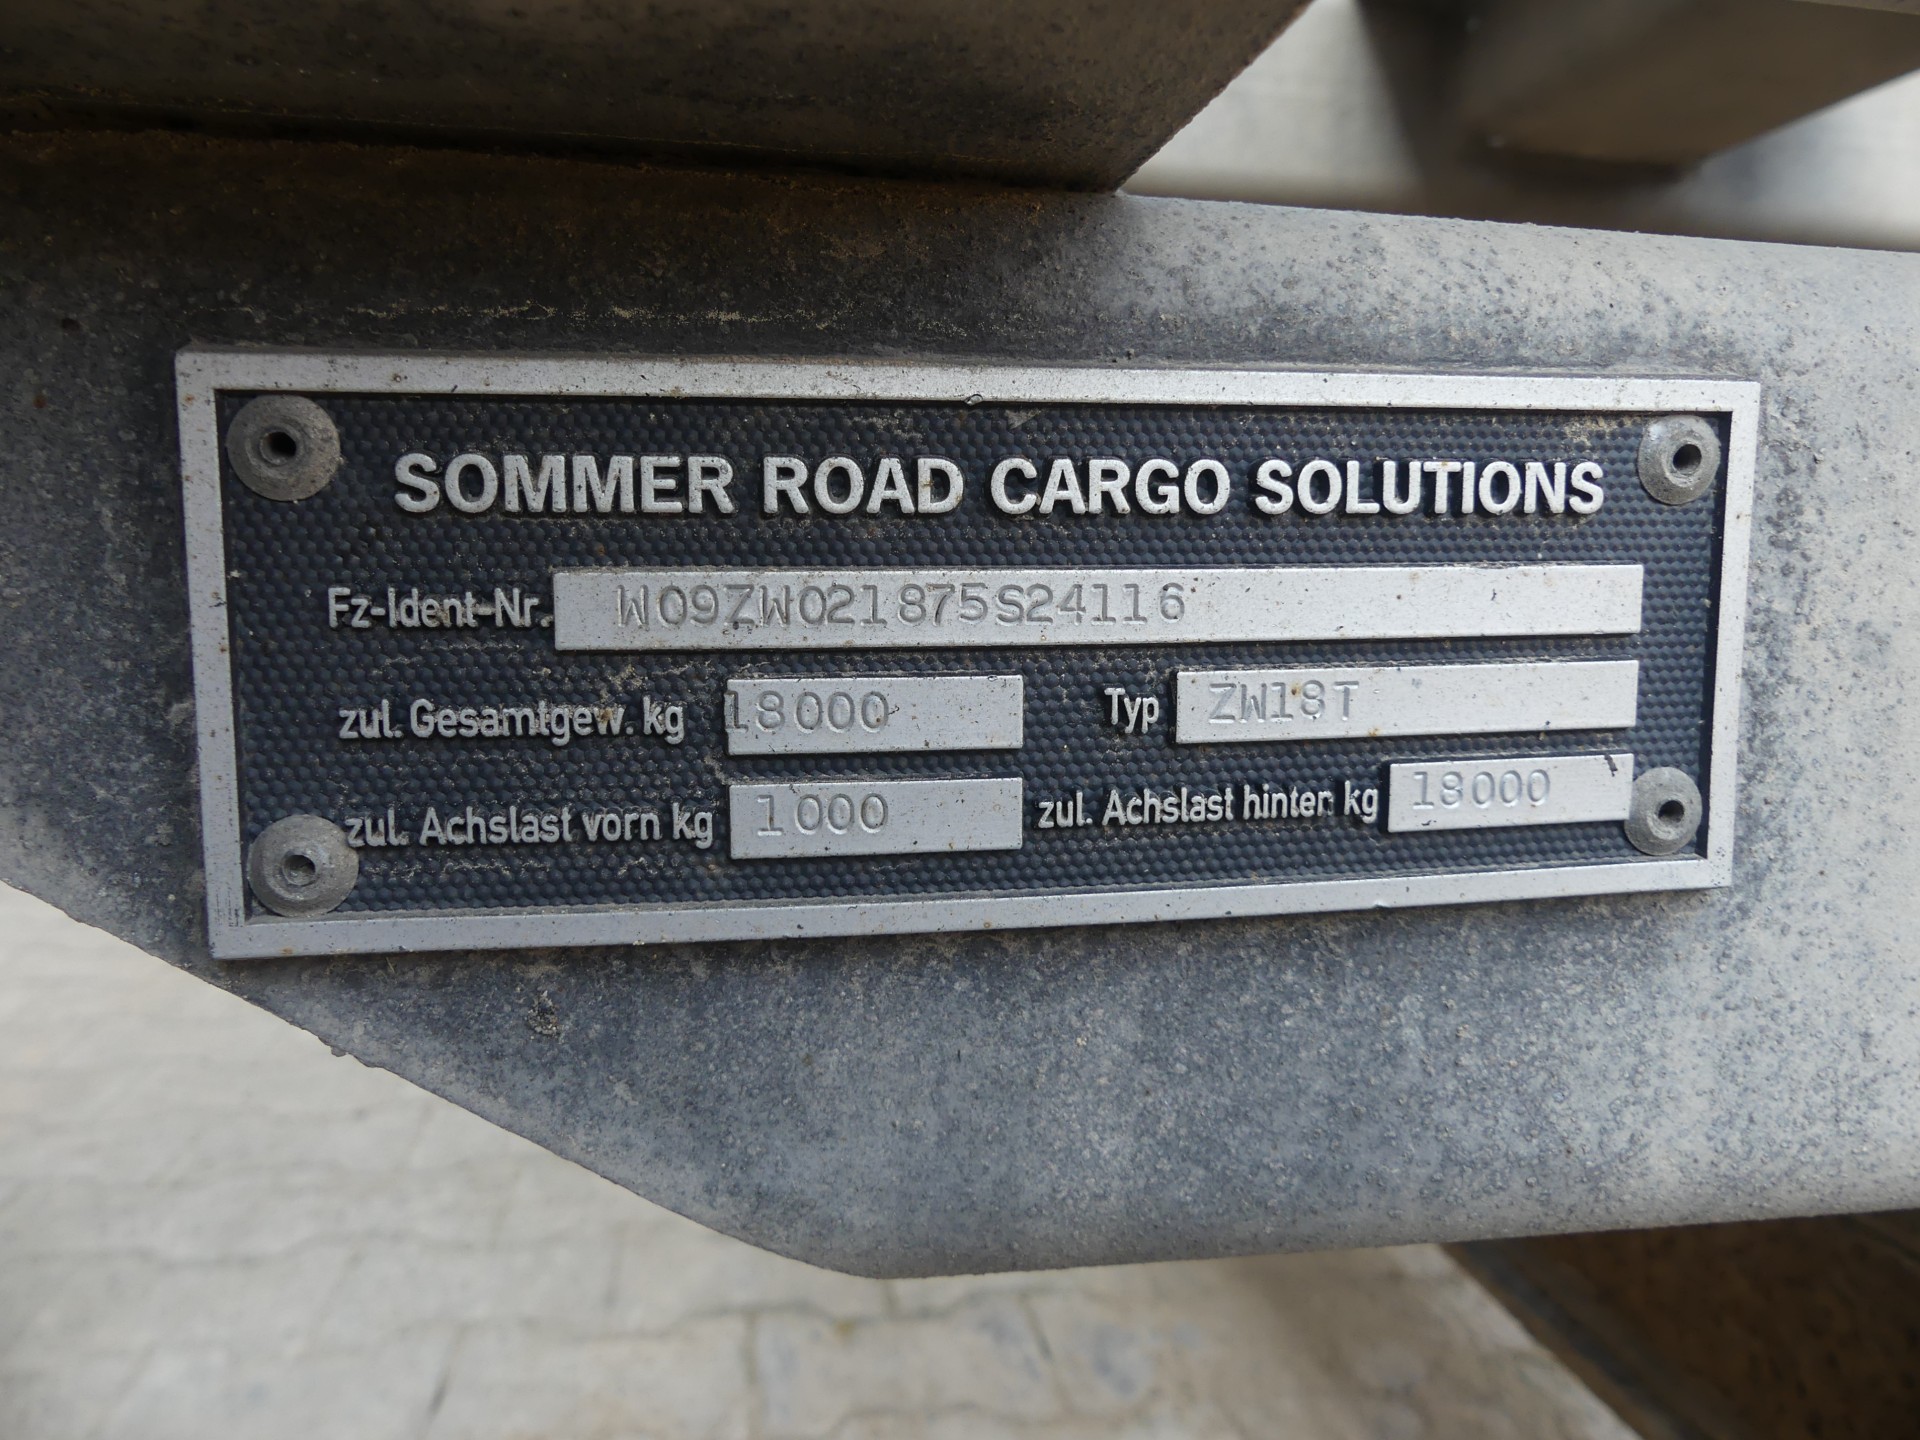 SOMMER ROAD CARGO SOLUTIONS
Fz-Ident-Nr. W09ZW021875S24116
zul. Gesamtgew. kg 18000 Typ ZW18T
zul. Achslast vorn kg 1000 zul. Achslast hinten kg 18000